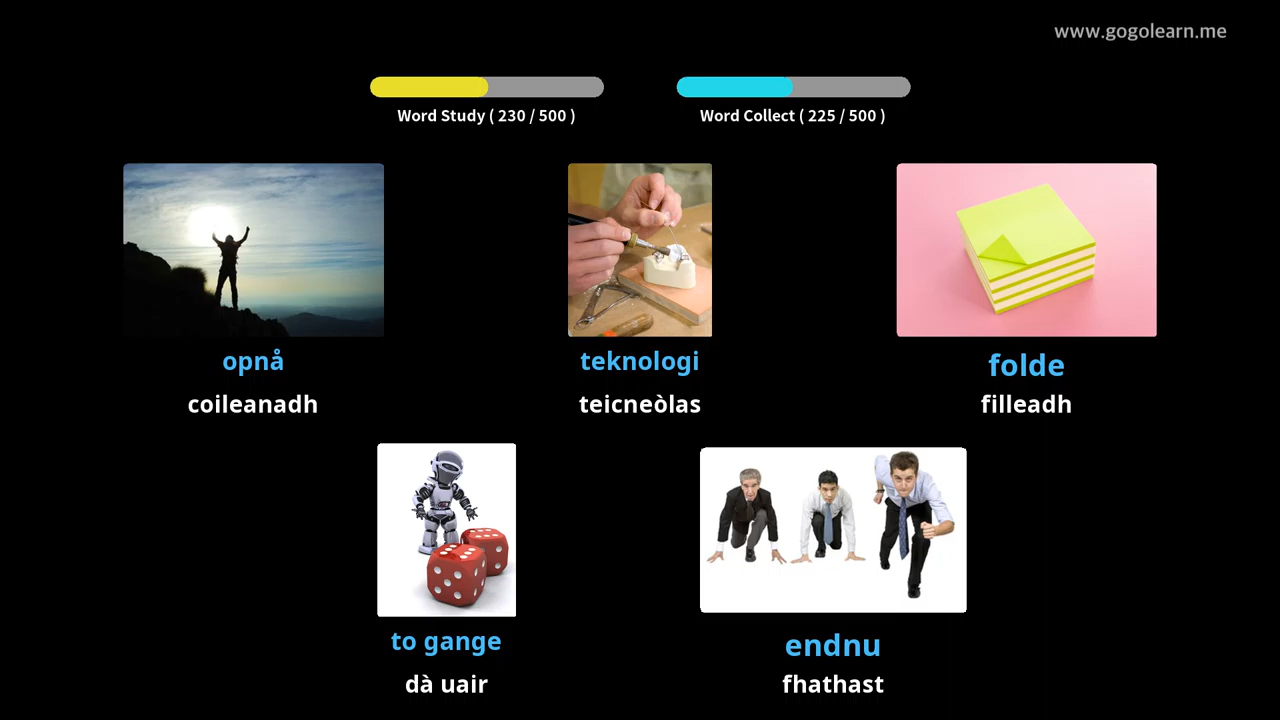 www.gogolearn.me
Word Study ( 230 / 500 )
Word Collect ( 225 / 500 )
opnå
teknologi
folde
coileanadh
teicneòlas
filleadh
to gange
endnu
dà uair
fhathast